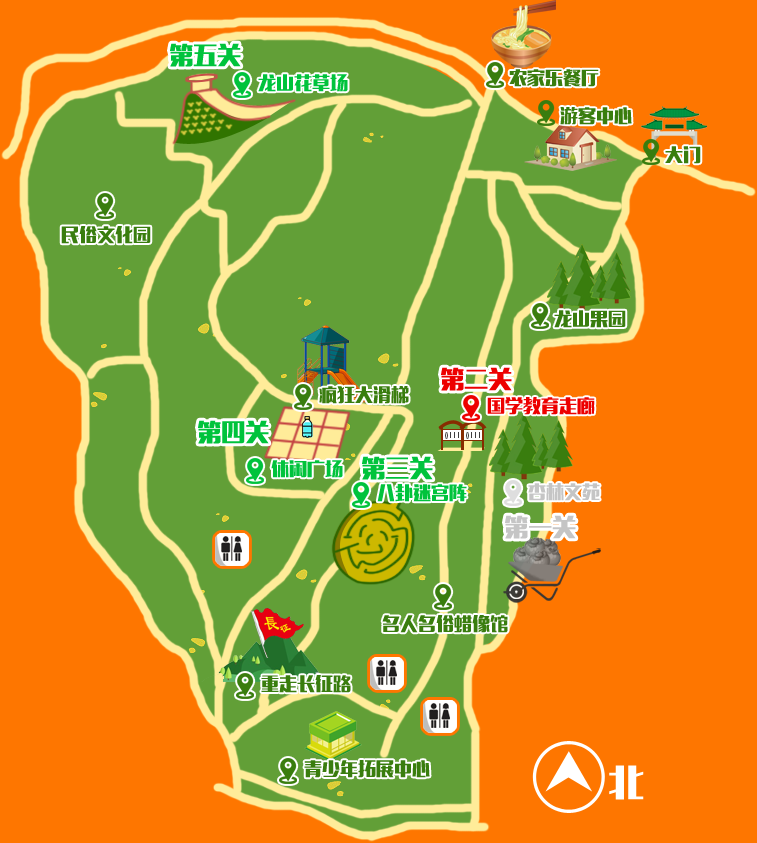 第五关
龙山花草场
农家乐餐厅
游客中心
大门
民俗文化园
龙山果园
第二关
疯狂大滑梯
国学教育走廊
第四关
第三关
休闲广场
八卦迷宫阵
杏林文苑
第一关
名人名俗蜡像馆
長征
重走长征路
青少年拓展中心
北